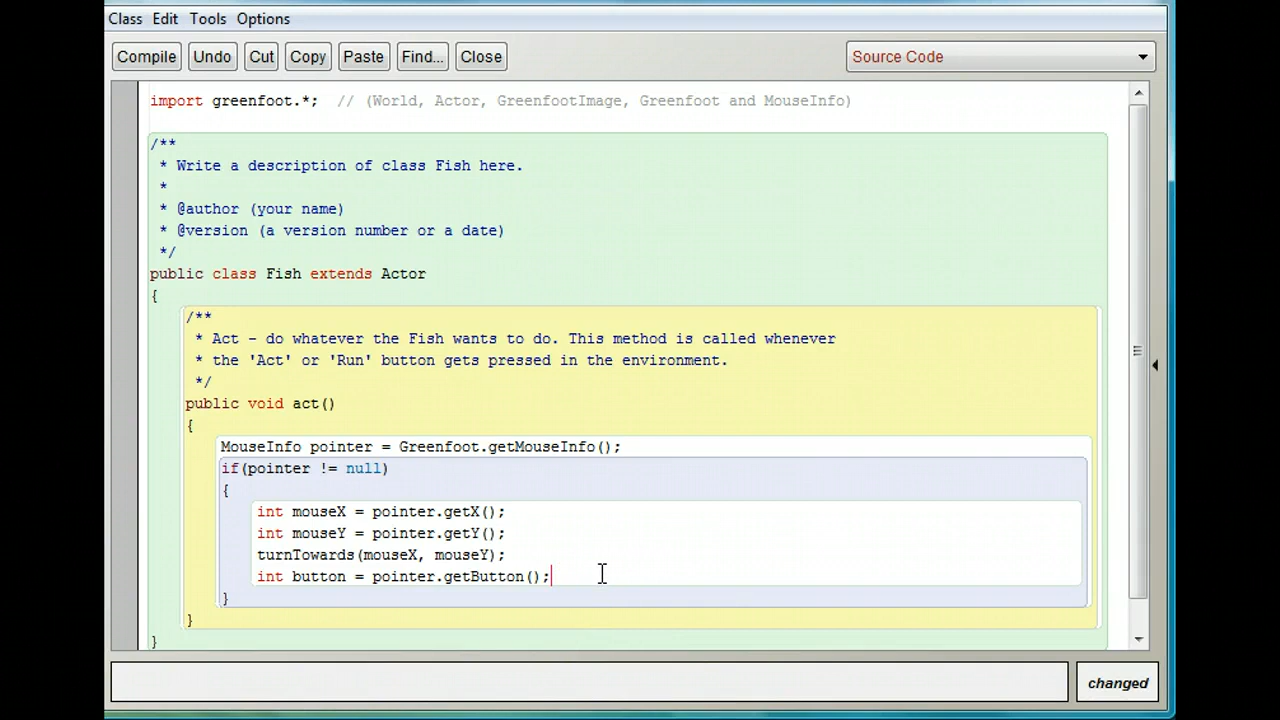 Class Edit Tools Options
Compile Undo Cut Copy Paste Find... Close Source Code
import greenfoot.*;  // (World, Actor, GreenfootImage, Greenfoot and MouseInfo)
/**
 * Write a description of class Fish here.
 *
 * @author (your name)
 * @version (a version number or a date)
 */
public class Fish extends Actor
{
/**
 * Act - do whatever the Fish wants to do. This method is called whenever
 * the 'Act' or 'Run' button gets pressed in the environment.
 */
public void act()
{
MouseInfo pointer = Greenfoot.getMouseInfo();
if(pointer != null)
{
int mouseX = pointer.getX();
int mouseY = pointer.getY();
turnTowards(mouseX, mouseY);
int button = pointer.getButton();
}
}
}
changed